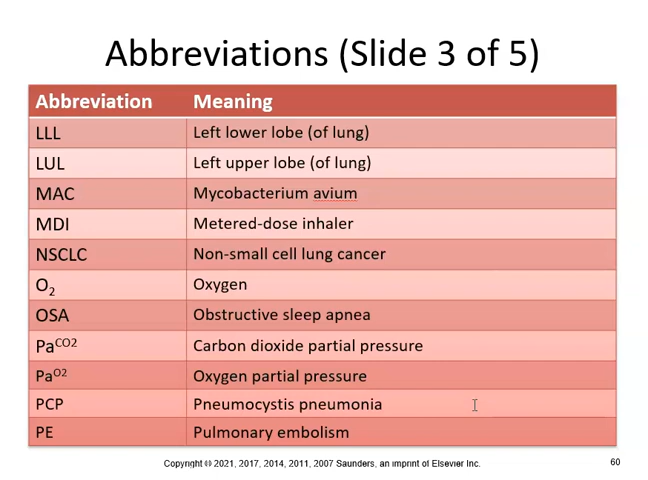 Abbreviations (Slide 3 of 5)
Abbreviation Meaning
LLL Left lower lobe (of lung)
LUL Left upper lobe (of lung)
MAC Mycobacterium avium
MDI Metered-dose inhaler
NSCLC Non-small cell lung cancer
O₂ Oxygen
OSA Obstructive sleep apnea
Paᶜᴼ² Carbon dioxide partial pressure
Paᴼ² Oxygen partial pressure
PCP Pneumocystis pneumonia
PE Pulmonary embolism
Copyright © 2021, 2017, 2014, 2011, 2007 Saunders, an imprint of Elsevier Inc. 60